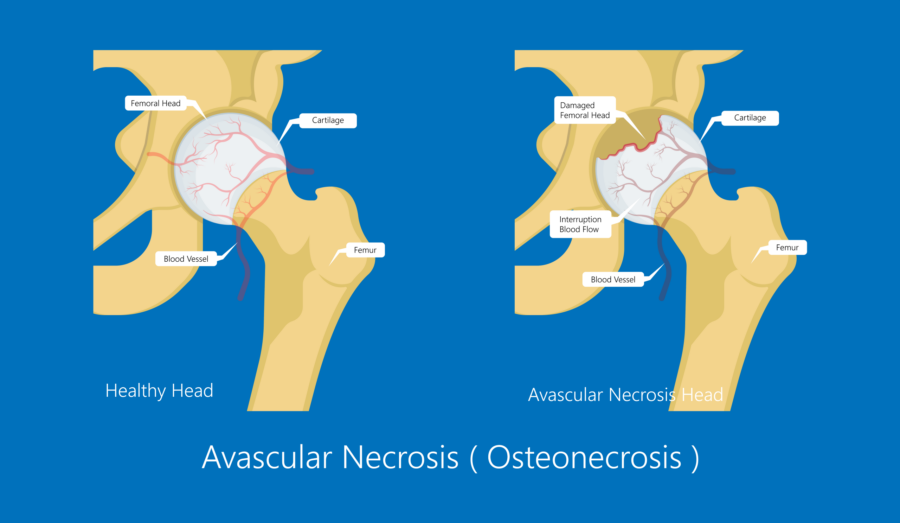 Femoral Head
Cartilage
Blood Vessel
Femur
Healthy Head
Damaged
Femoral Head
Cartilage
Interruption
Blood Flow
Blood Vessel
Femur
Avascular Necrosis Head
Avascular Necrosis ( Osteonecrosis )